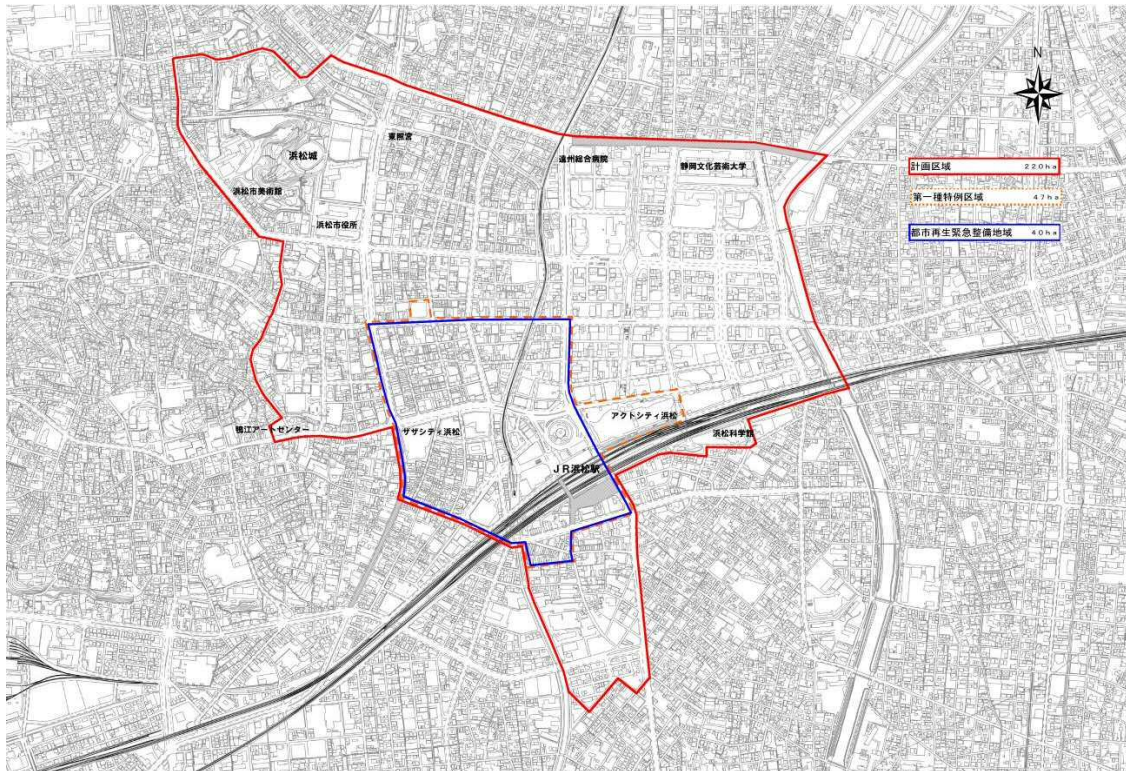 N
東照宮
浜松城
遠州総合病院
静岡文化芸術大学
計画区域 220ha
浜松市美術館
第一種特例区域 47ha
浜松市役所
都市再生緊急整備地域 40ha
アクトシティ浜松
鴨江アートセンター
ザザシティ浜松
浜松科学館
JR浜松駅